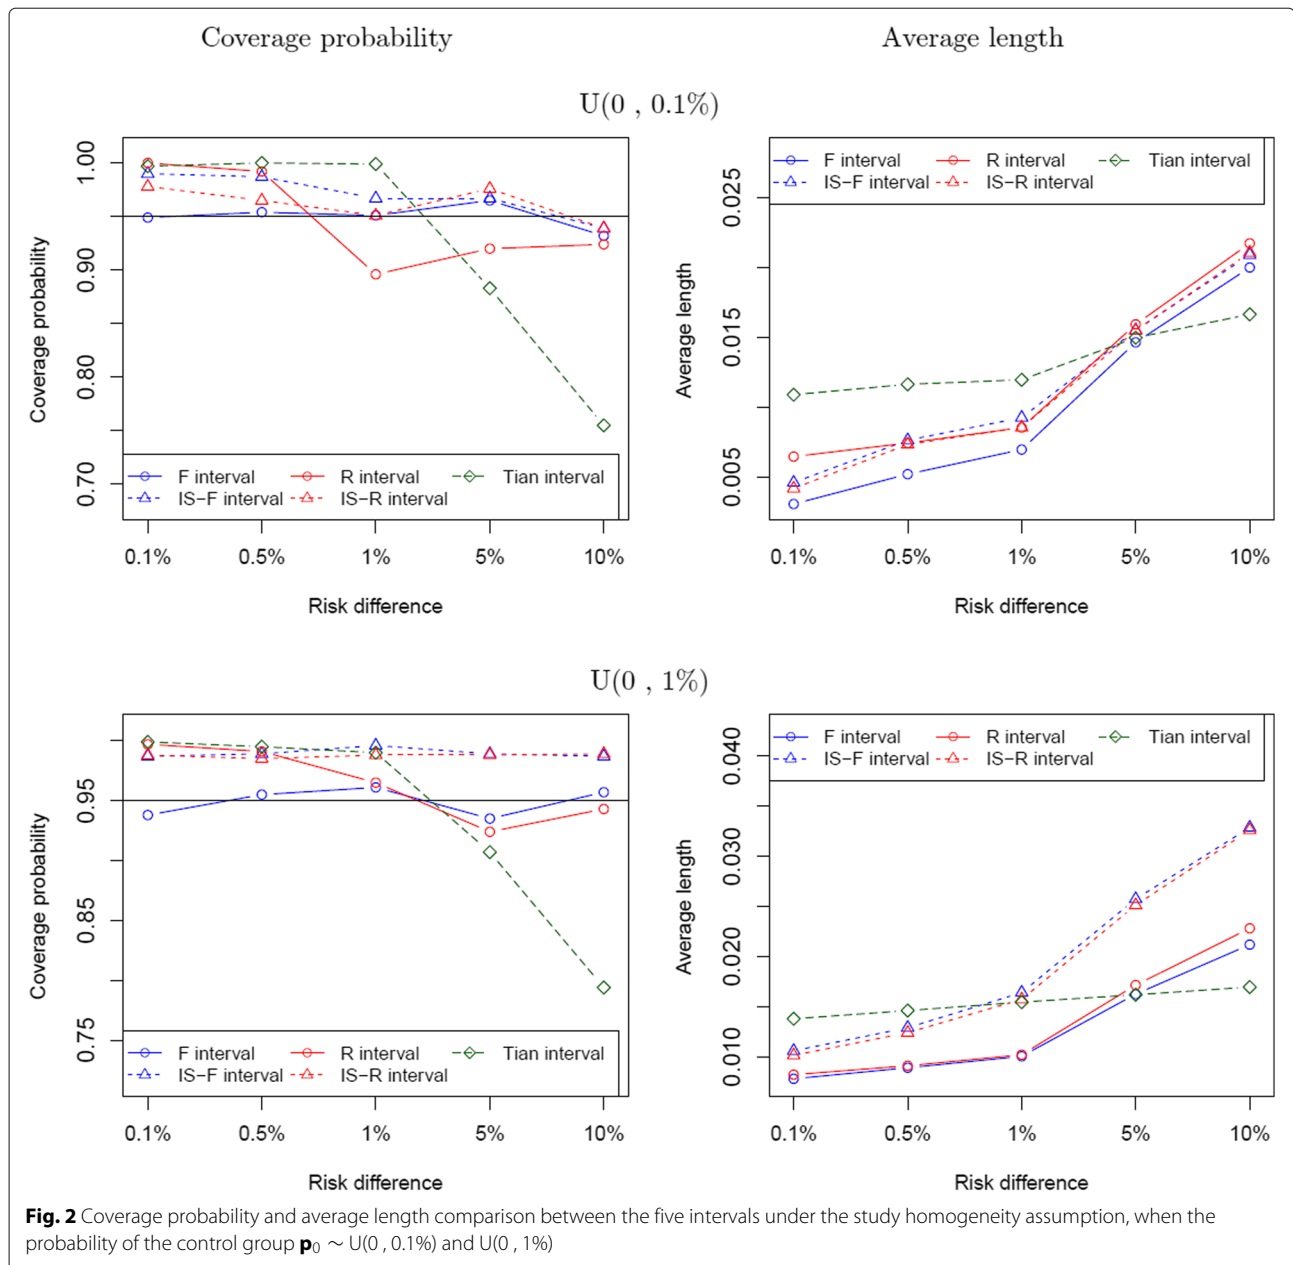 Coverage probability
Average length
U(0 , 0.1%)
Coverage probability
1.00
0.90
0.80
0.70
F interval
R interval
Tian interval
IS−F interval
IS−R interval
0.1%
0.5%
1%
5%
10%
Risk difference
Average length
0.025
0.015
0.005
F interval
R interval
Tian interval
IS−F interval
IS−R interval
0.1%
0.5%
1%
5%
10%
Risk difference
U(0 , 1%)
Coverage probability
0.95
0.85
0.75
F interval
R interval
Tian interval
IS−F interval
IS−R interval
0.1%
0.5%
1%
5%
10%
Risk difference
Average length
0.040
0.030
0.020
0.010
F interval
R interval
Tian interval
IS−F interval
IS−R interval
0.1%
0.5%
1%
5%
10%
Risk difference
Fig. 2 Coverage probability and average length comparison between the five intervals under the study homogeneity assumption, when the
probability of the control group p₀ ∼ U(0 , 0.1%) and U(0 , 1%)